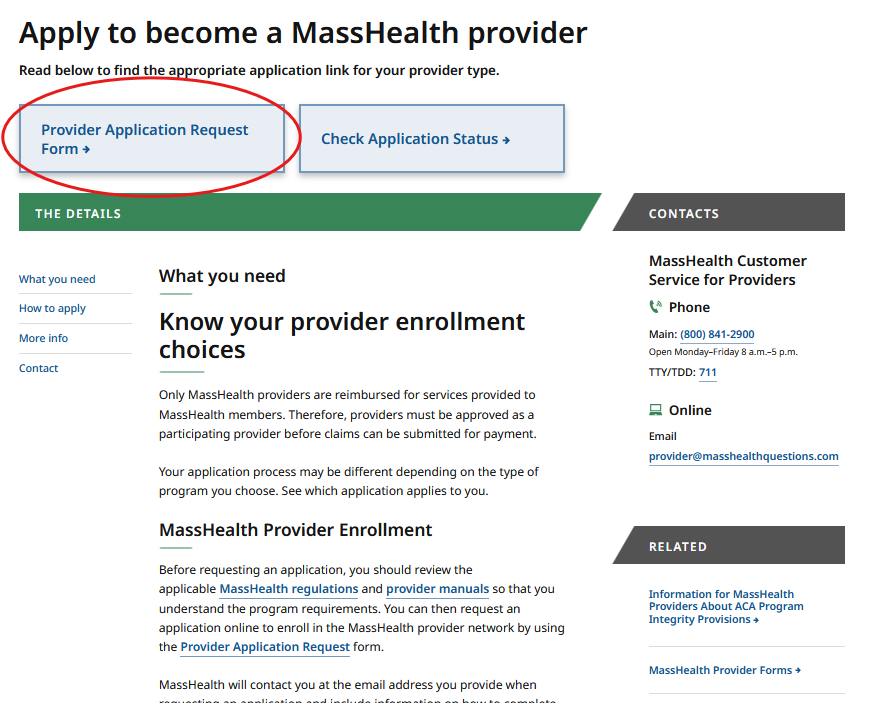 Apply to become a MassHealth provider
Read below to find the appropriate application link for your provider type.
Provider Application Request
Form →
Check Application Status →
THE DETAILS
What you need
How to apply
More info
Contact
What you need
Know your provider enrollment
choices
Only MassHealth providers are reimbursed for services provided to
MassHealth members. Therefore, providers must be approved as a
participating provider before claims can be submitted for payment.
Your application process may be different depending on the type of
program you choose. See which application applies to you.
MassHealth Provider Enrollment
Before requesting an application, you should review the
applicable MassHealth regulations and provider manuals so that you
understand the program requirements. You can then request an
application online to enroll in the MassHealth provider network by using
the Provider Application Request form.
MassHealth will contact you at the email address you provide when
requesting an application and include information on how to complete
CONTACTS
MassHealth Customer
Service for Providers
Phone
Main: (800) 841-2900
Open Monday–Friday 8 a.m.–5 p.m.
TTY/TDD: 711
Online
Email
provider@masshealthquestions.com
RELATED
Information for MassHealth
Providers About ACA Program
Integrity Provisions →
MassHealth Provider Forms →